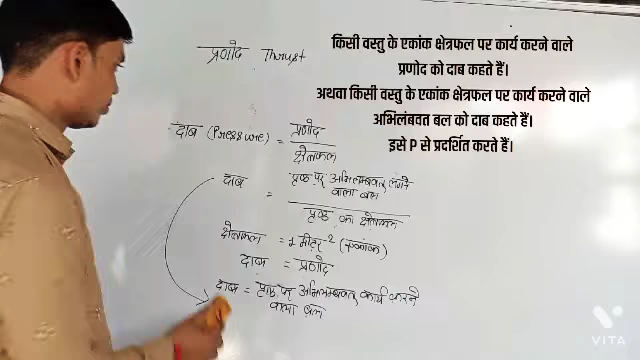 प्रणोद Thrust
किसी वस्तु के एकांक क्षेत्रफल पर कार्य करने वाले
प्रणोद को दाब कहते हैं।
अथवा किसी वस्तु के एकांक क्षेत्रफल पर कार्य करने वाले
अभिलंबवत बल को दाब कहते हैं।
इसे P से प्रदर्शित करते हैं।
दाब (Pressure) = प्रणोद
क्षेत्रफल
दाब = पृष्ठ पर अभिलम्बवत् लगने
वाला बल
पृष्ठ का क्षेत्रफल
क्षेत्रफल = 1 मीटर-2 (एकांक)
दाब = प्रणोद
दाब = पृष्ठ पर अभिलम्बवत् कार्य करने
वाला बल
VITA